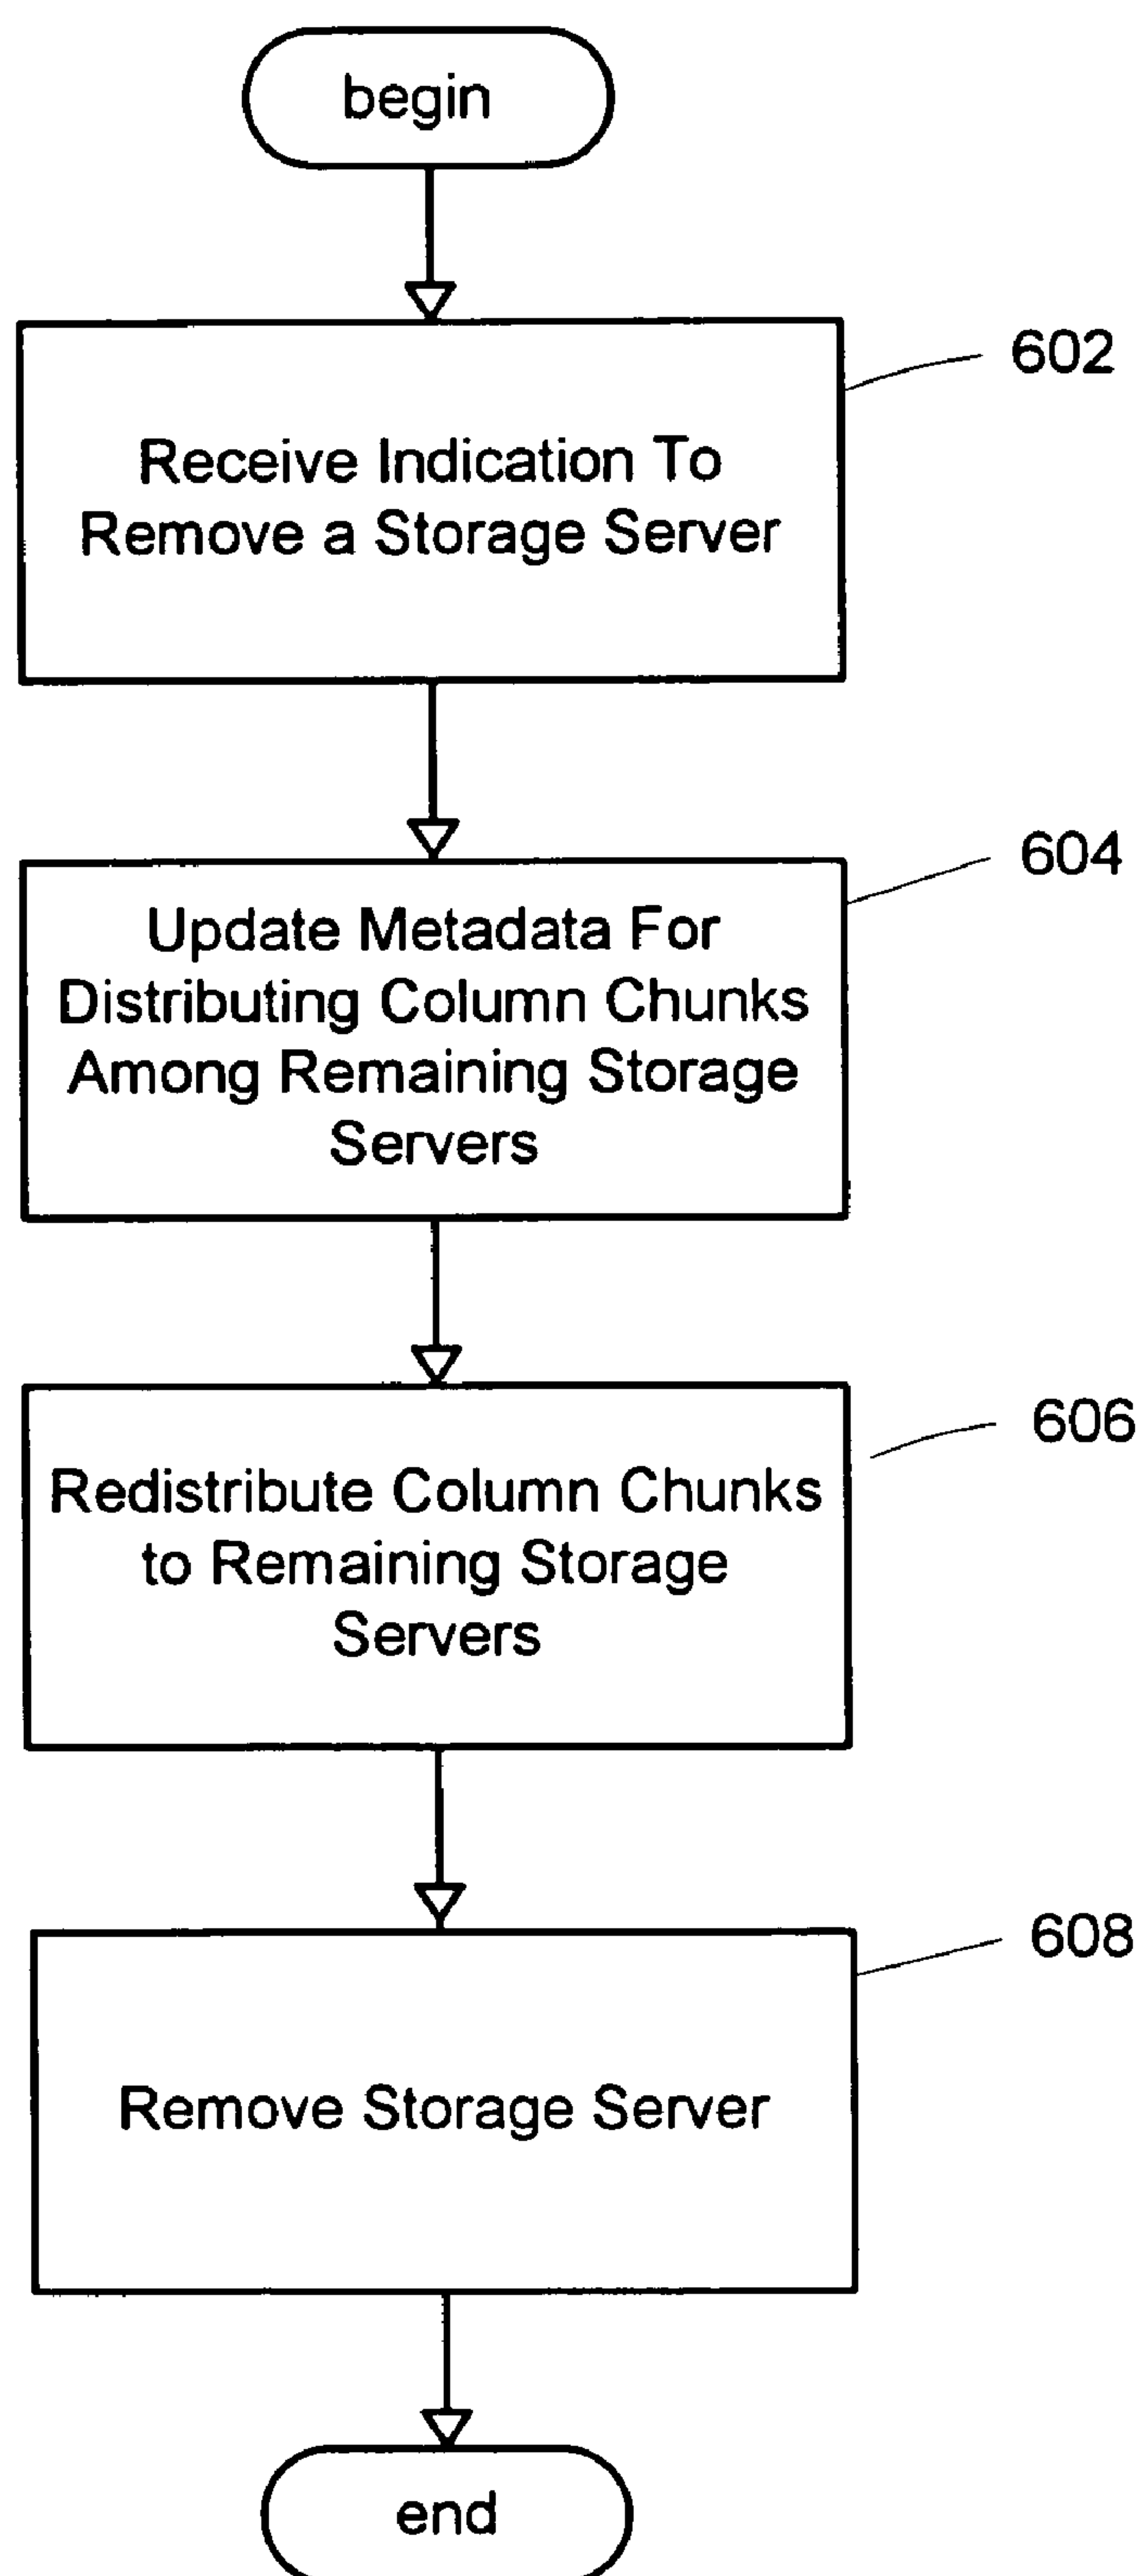 begin
602
Receive Indication To
Remove a Storage Server
604
Update Metadata For
Distributing Column Chunks
Among Remaining Storage
Servers
606
Redistribute Column Chunks
to Remaining Storage
Servers
608
Remove Storage Server
end